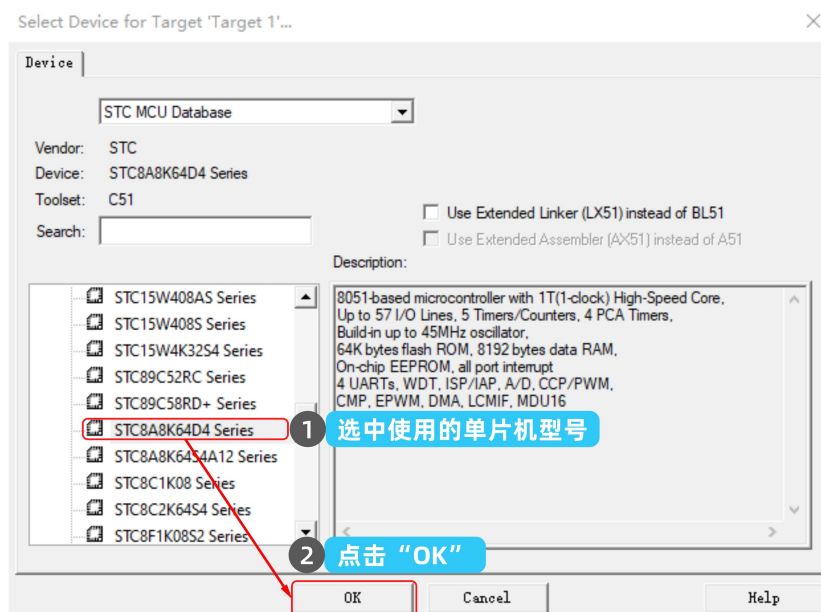 Select Device for Target 'Target 1'...
Device
STC MCU Database
Vendor: STC
Device: STC8A8K64D4 Series
Toolset: C51
Search:
Use Extended Linker (LX51) instead of BL51
Use Extended Assembler (AX51) instead of A51
Description:
STC15W408AS Series
STC15W408S Series
STC15W4K32S4 Series
STC89C52RC Series
STC89C58RD+ Series
STC8A8K64D4 Series
STC8A8K64S4A12 Series
STC8C1K08 Series
STC8C2K64S4 Series
STC8F1K08S2 Series
8051-based microcontroller with 1T(1-clock) High-Speed Core,
Up to 57 I/O Lines, 5 Timers/Counters, 4 PCA Timers,
Build-in up to 45MHz oscillator,
64K bytes flash ROM, 8192 bytes data RAM,
On-chip EEPROM, all port interrupt
4 UARTs, WDT, ISP/IAP, A/D, CCP/PWM,
CMP, EPWM, DMA, LCMIF, MDU16
1 选中使用的单片机型号
2 点击“OK”
OK
Cancel
Help